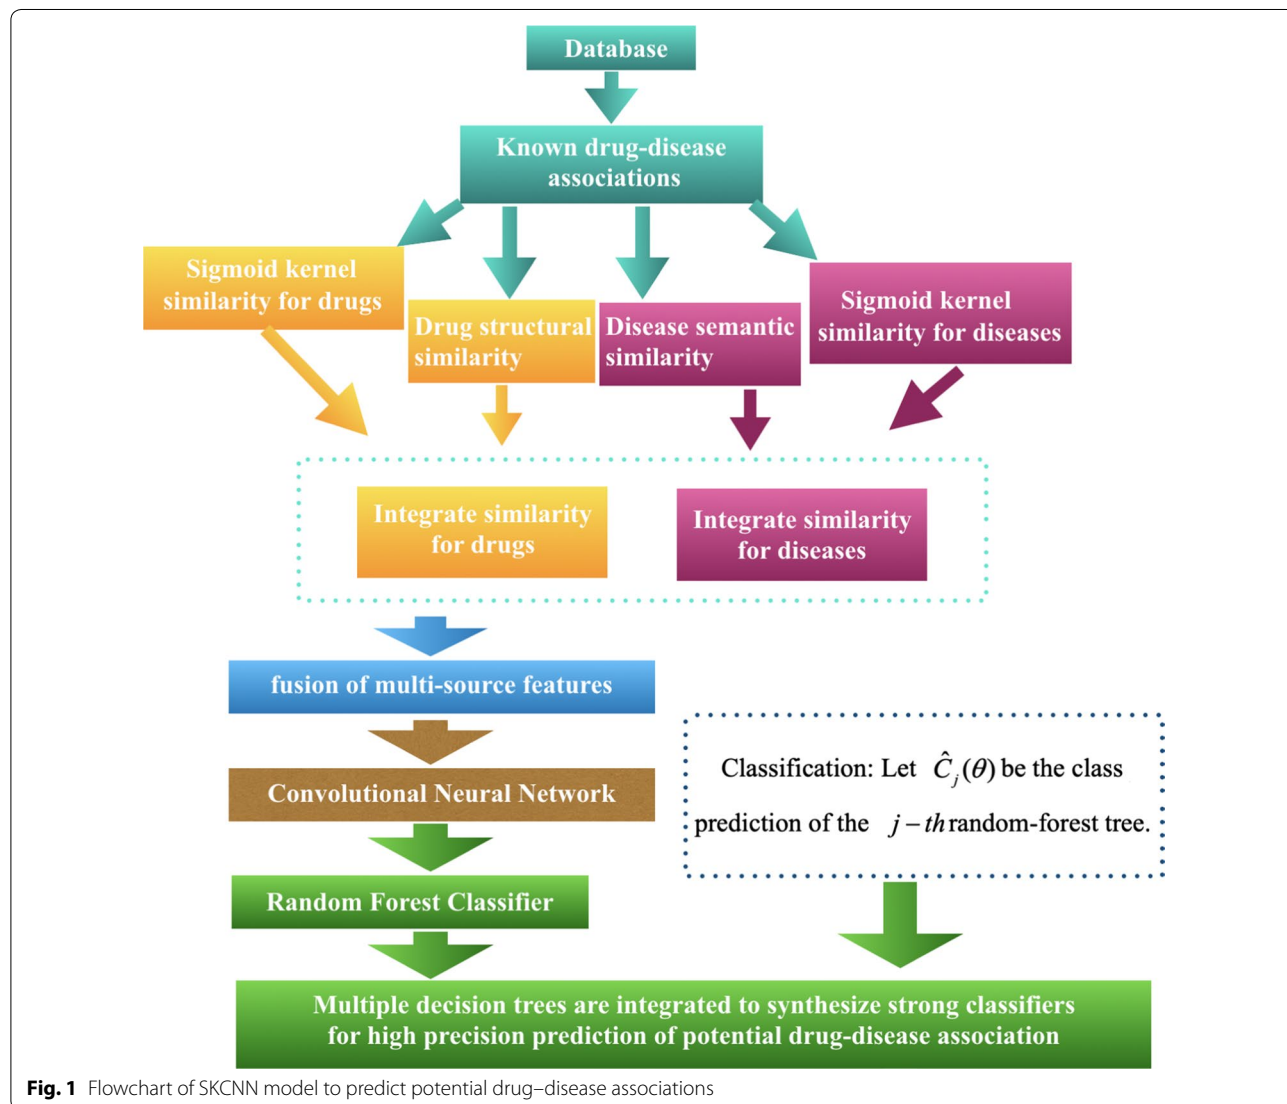 Database
Known drug-disease
associations
Sigmoid kernel
similarity for drugs
Drug structural
similarity
Disease semantic
similarity
Sigmoid kernel
similarity for diseases
Integrate similarity
for drugs
Integrate similarity
for diseases
fusion of multi-source features
Convolutional Neural Network
Random Forest Classifier
Classification: Let Ĉ_j(θ) be the class
prediction of the j – th random-forest tree.
Multiple decision trees are integrated to synthesize strong classifiers
for high precision prediction of potential drug-disease association
Fig. 1 Flowchart of SKCNN model to predict potential drug–disease associations